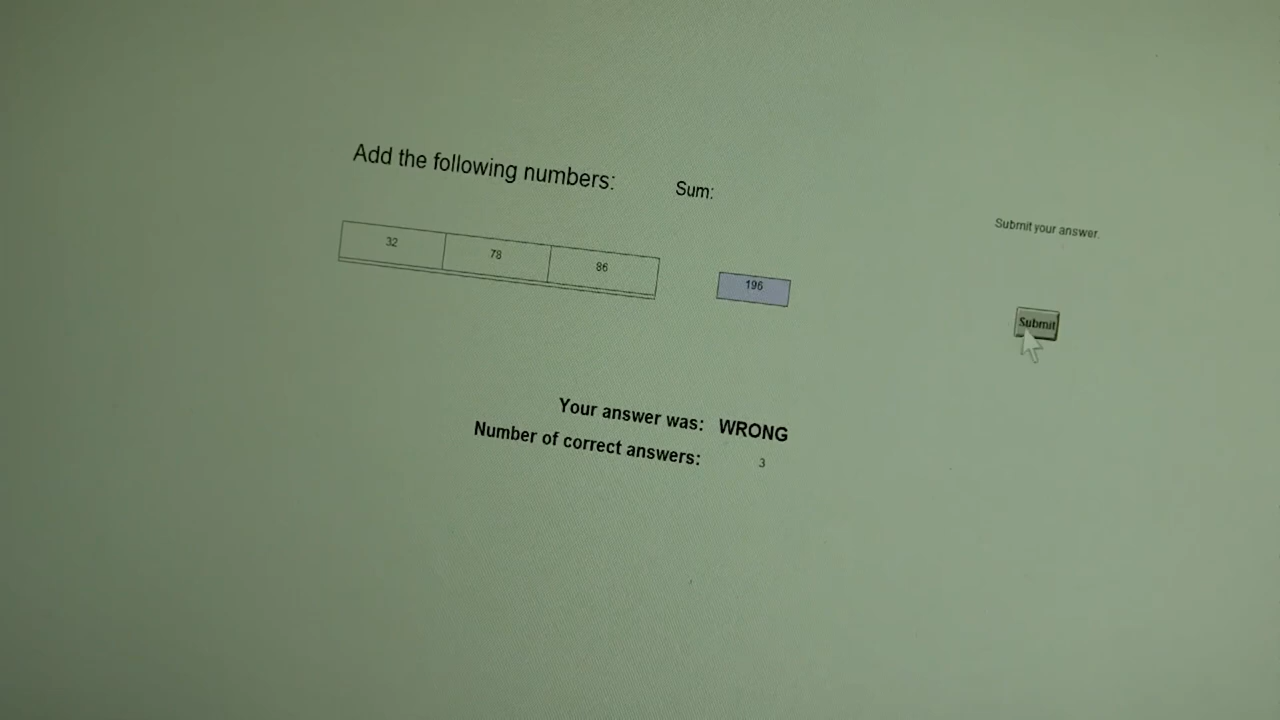 Add the following numbers:
Sum:
Submit your answer.
32 78 86
196
Submit
Your answer was: WRONG
Number of correct answers: 3